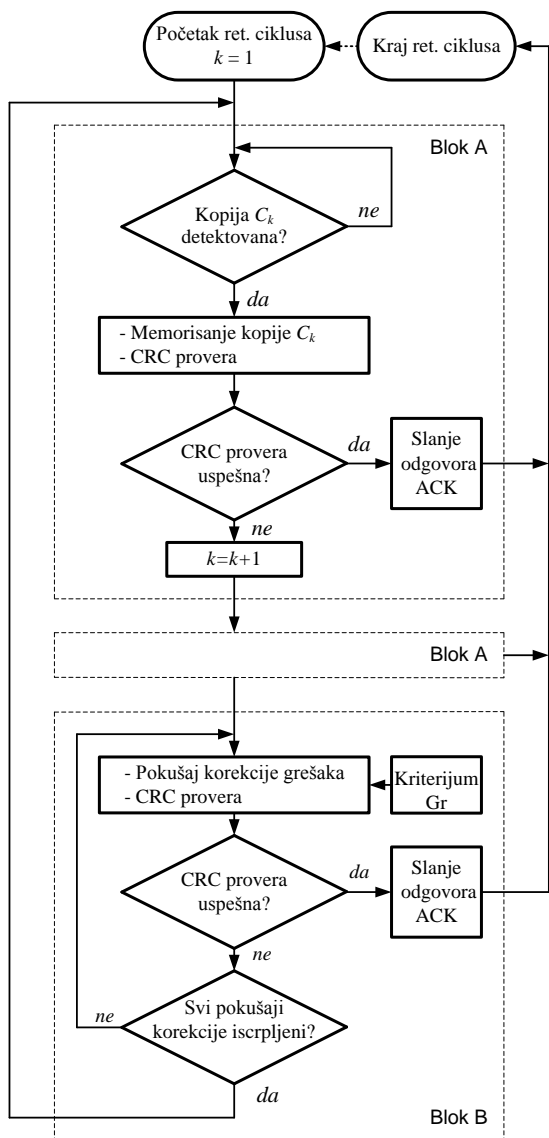 Početak ret. ciklusa
k = 1
Kraj ret. ciklusa
Blok A
Kopija Ck
detektovana?
ne
da
- Memorisanje kopije Ck
- CRC provera
CRC provera
uspešna?
da
Slanje
odgovora
ACK
ne
k=k+1
Blok A
- Pokušaj korekcije grešaka
- CRC provera
Kriterijum
Gr
CRC provera
uspešna?
da
Slanje
odgovora
ACK
ne
Svi pokušaji
korekcije iscrpljeni?
ne
da
Blok B